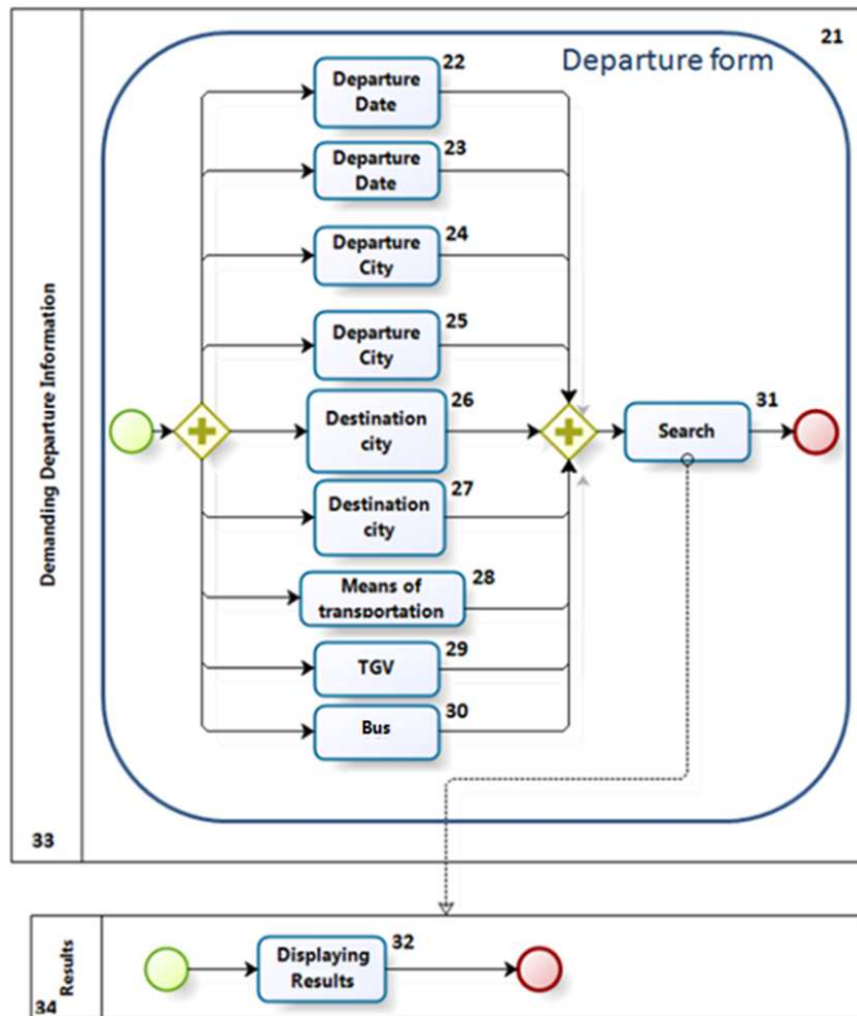 21
Departure form
22
Departure
Date
23
Departure
Date
24
Departure
City
25
Departure
City
26
Destination
city
27
Destination
city
28
Means of
transportation
29
TGV
30
Bus
31
Search
Demanding Departure Information
33
32
Displaying
Results
Results
34